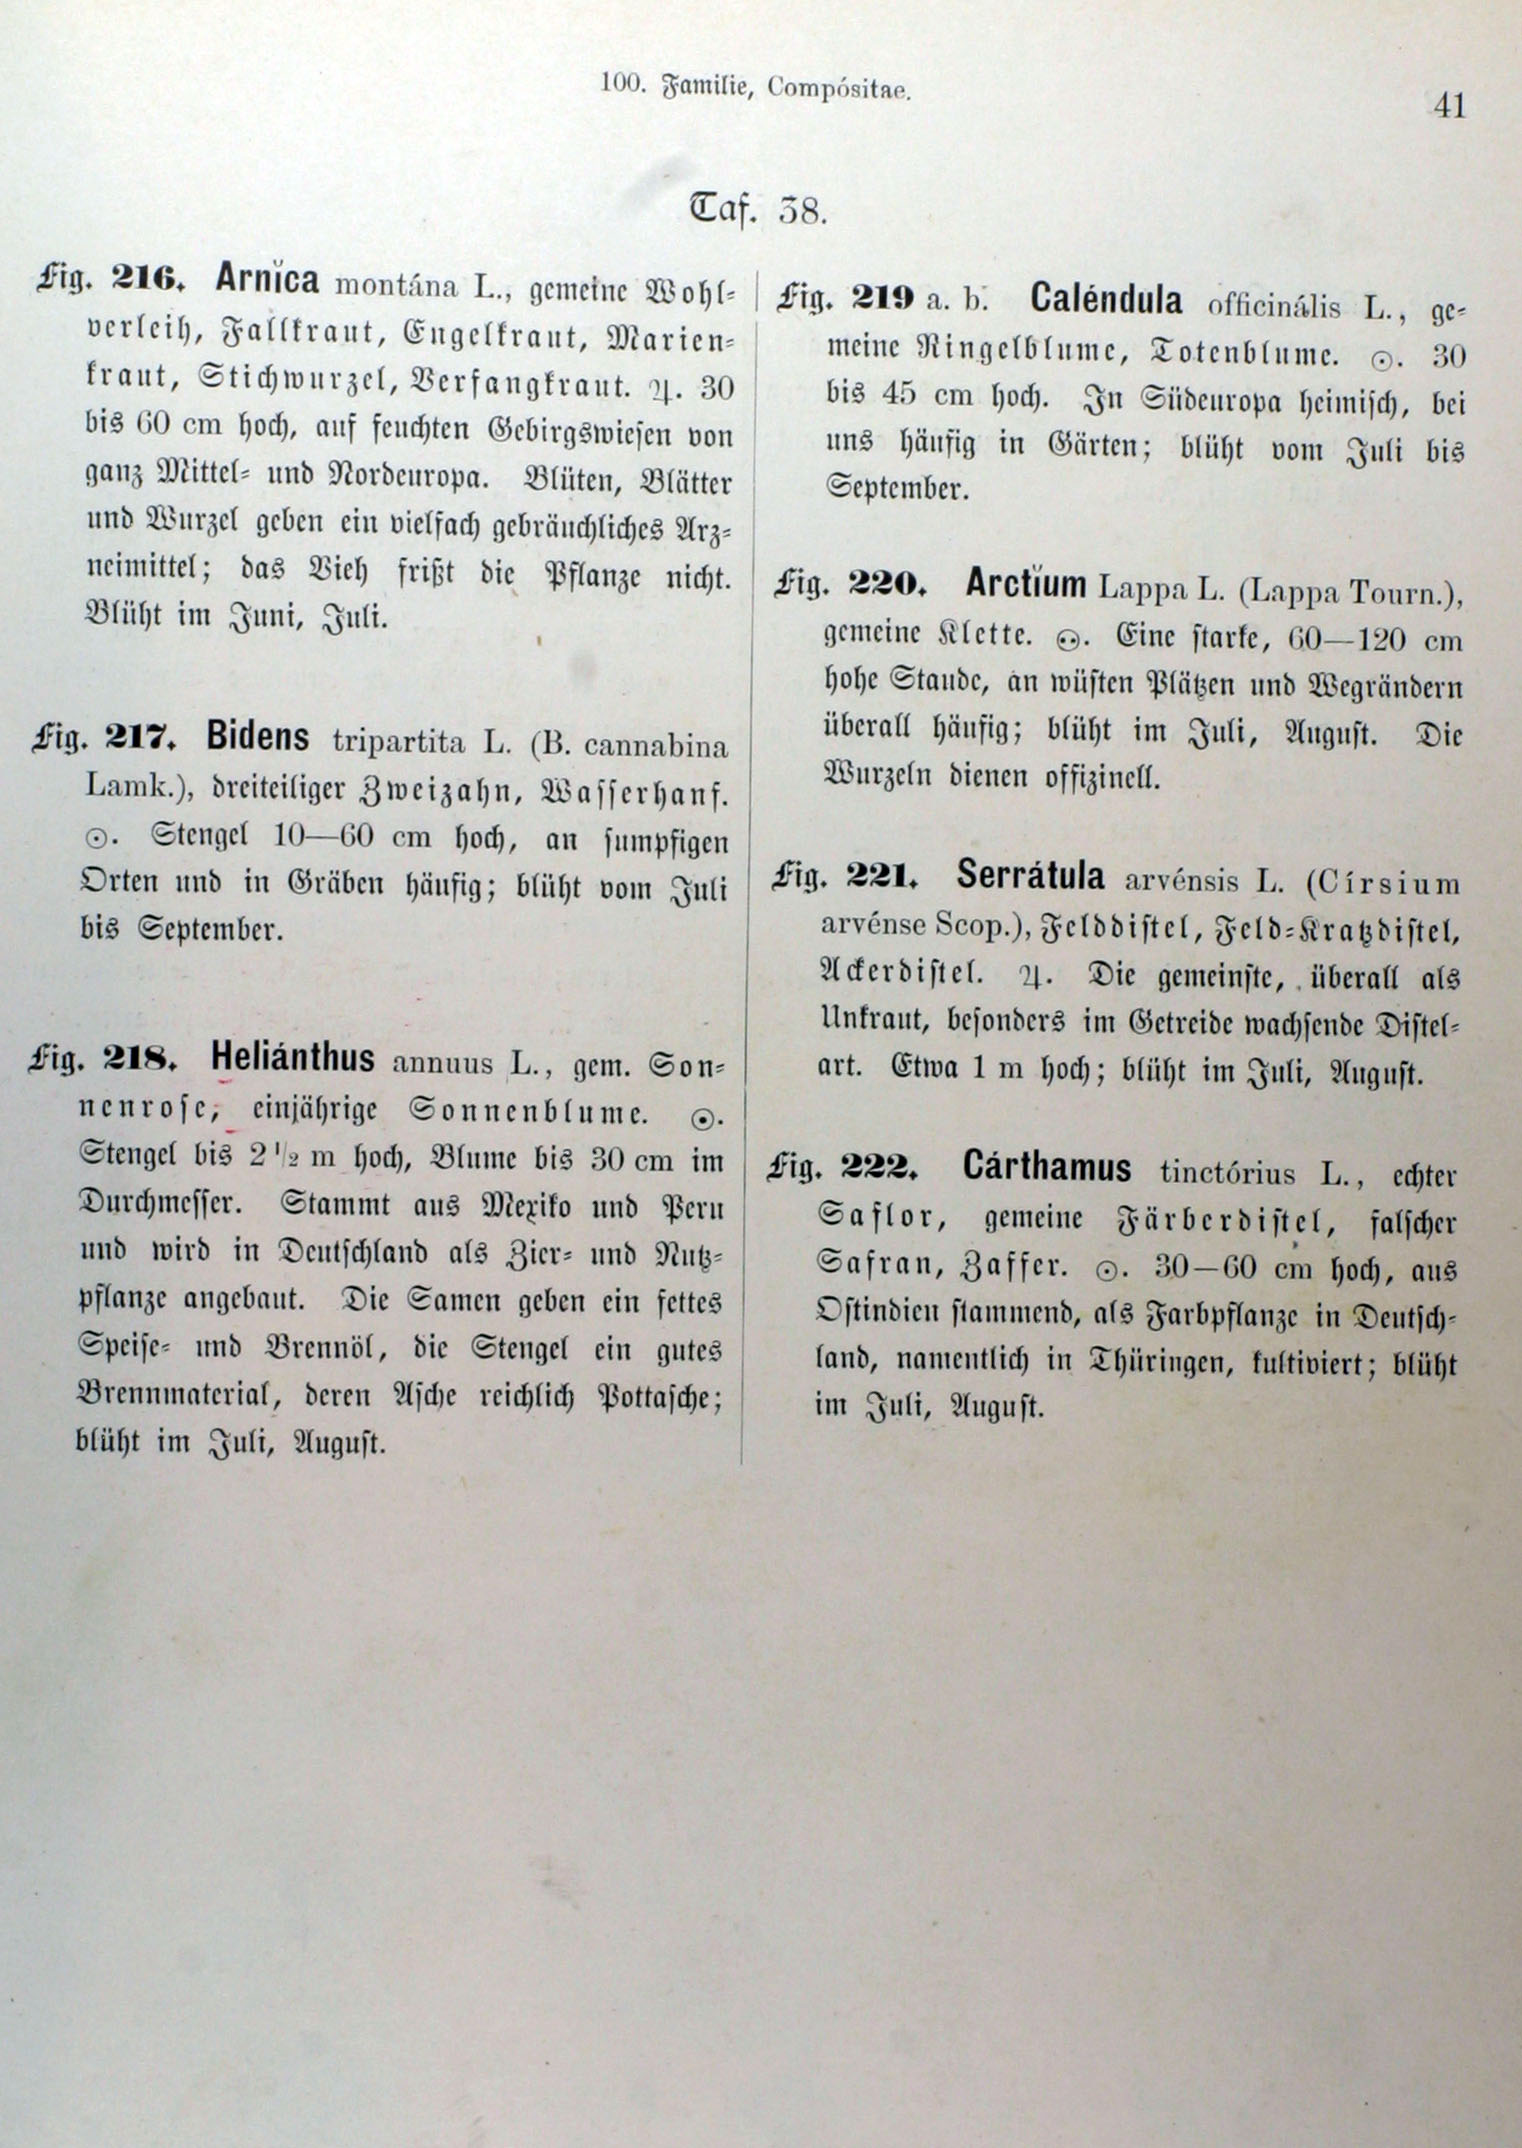 100. Familie, Compósitae.
41
Taf. 38.
Fig. 216. Arnĭca montána L., gemeine Wohl-
verleih, Fallkraut, Engelkraut, Marien-
kraut, Stichwurzel, Verfangkraut. ♃. 30
bis 60 cm hoch, auf feuchten Gebirgswiesen von
ganz Mittel- und Nordeuropa. Blüten, Blätter
und Wurzel geben ein vielfach gebräuchliches Arz-
neimittel; das Vieh frißt die Pflanze nicht.
Blüht im Juni, Juli.
Fig. 217. Bidens tripartita L. (B. cannabina
Lamk.), dreiteiliger Zweizahn, Wasserhanf.
☉. Stengel 10—60 cm hoch, an sumpfigen
Orten und in Gräben häufig; blüht vom Juli
bis September.
Fig. 218. Heliánthus annuus L., gem. Son-
nenrose, einjährige Sonnenblume. ☉.
Stengel bis 2 1/2 m hoch, Blume bis 30 cm im
Durchmesser. Stammt aus Mexiko und Peru
und wird in Deutschland als Zier- und Nutz-
pflanze angebaut. Die Samen geben ein fettes
Speise- und Brennöl, die Stengel ein gutes
Brennmaterial, deren Asche reichlich Pottasche;
blüht im Juli, August.
Fig. 219 a. b. Caléndula officinális L., ge-
meine Ringelblume, Totenblume. ☉. 30
bis 45 cm hoch. In Südeuropa heimisch, bei
uns häufig in Gärten; blüht vom Juli bis
September.
Fig. 220. Arctĭum Lappa L. (Lappa Tourn.),
gemeine Klette. ⚇. Eine starke, 60—120 cm
hohe Staude, an wüsten Plätzen und Wegrändern
überall häufig; blüht im Juli, August. Die
Wurzeln dienen offizinell.
Fig. 221. Serrátula arvénsis L. (Círsium
arvénse Scop.), Felddistel, Feld-Kratzdistel,
Ackerdistel. ♃. Die gemeinste, überall als
Unkraut, besonders im Getreide wachsende Distel-
art. Etwa 1 m hoch; blüht im Juli, August.
Fig. 222. Cárthamus tinctórius L., echter
Saflor, gemeine Färberdistel, falscher
Safran, Zaffer. ☉. 30—60 cm hoch, aus
Ostindien stammend, als Farbpflanze in Deutsch-
land, namentlich in Thüringen, kultiviert; blüht
im Juli, August.